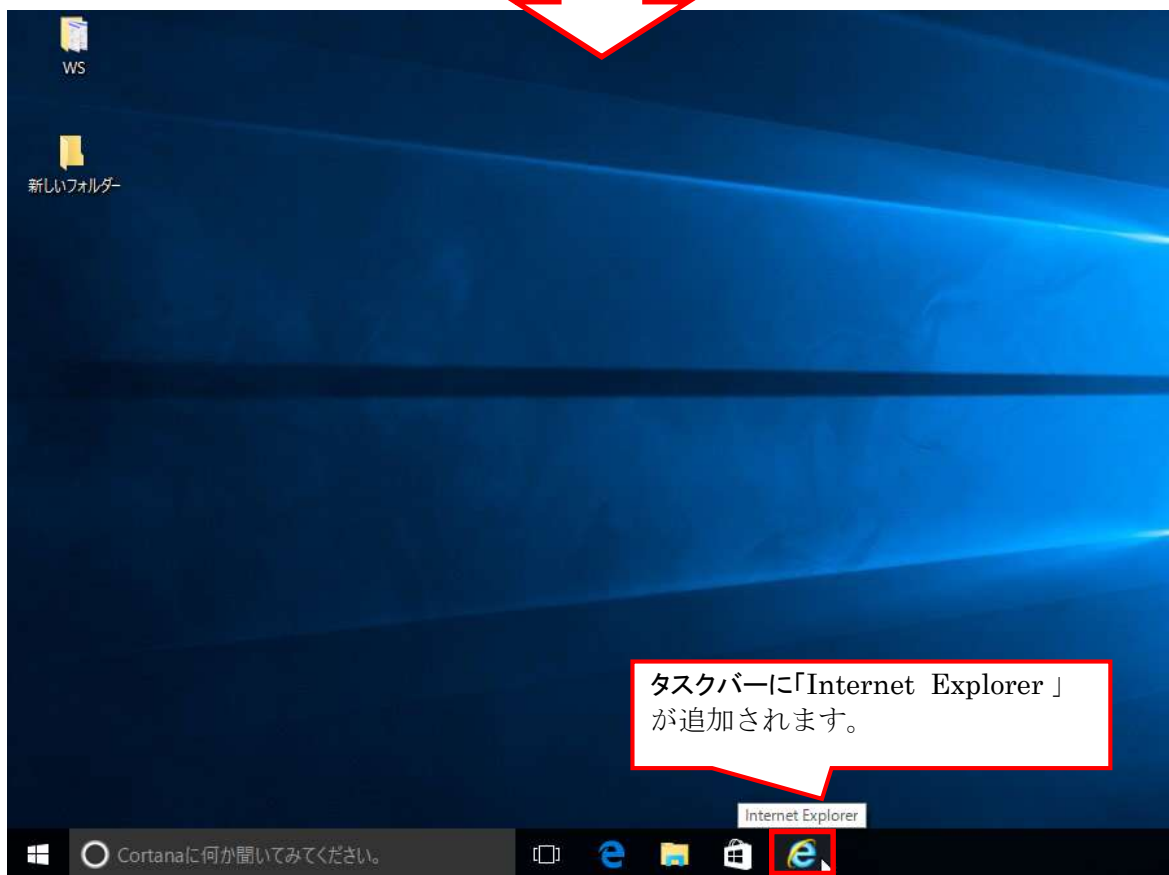 WS
新しいフォルダー
タスクバーに「Internet Explorer」
が追加されます。
Internet Explorer
Cortanaに何か聞いてみてください。